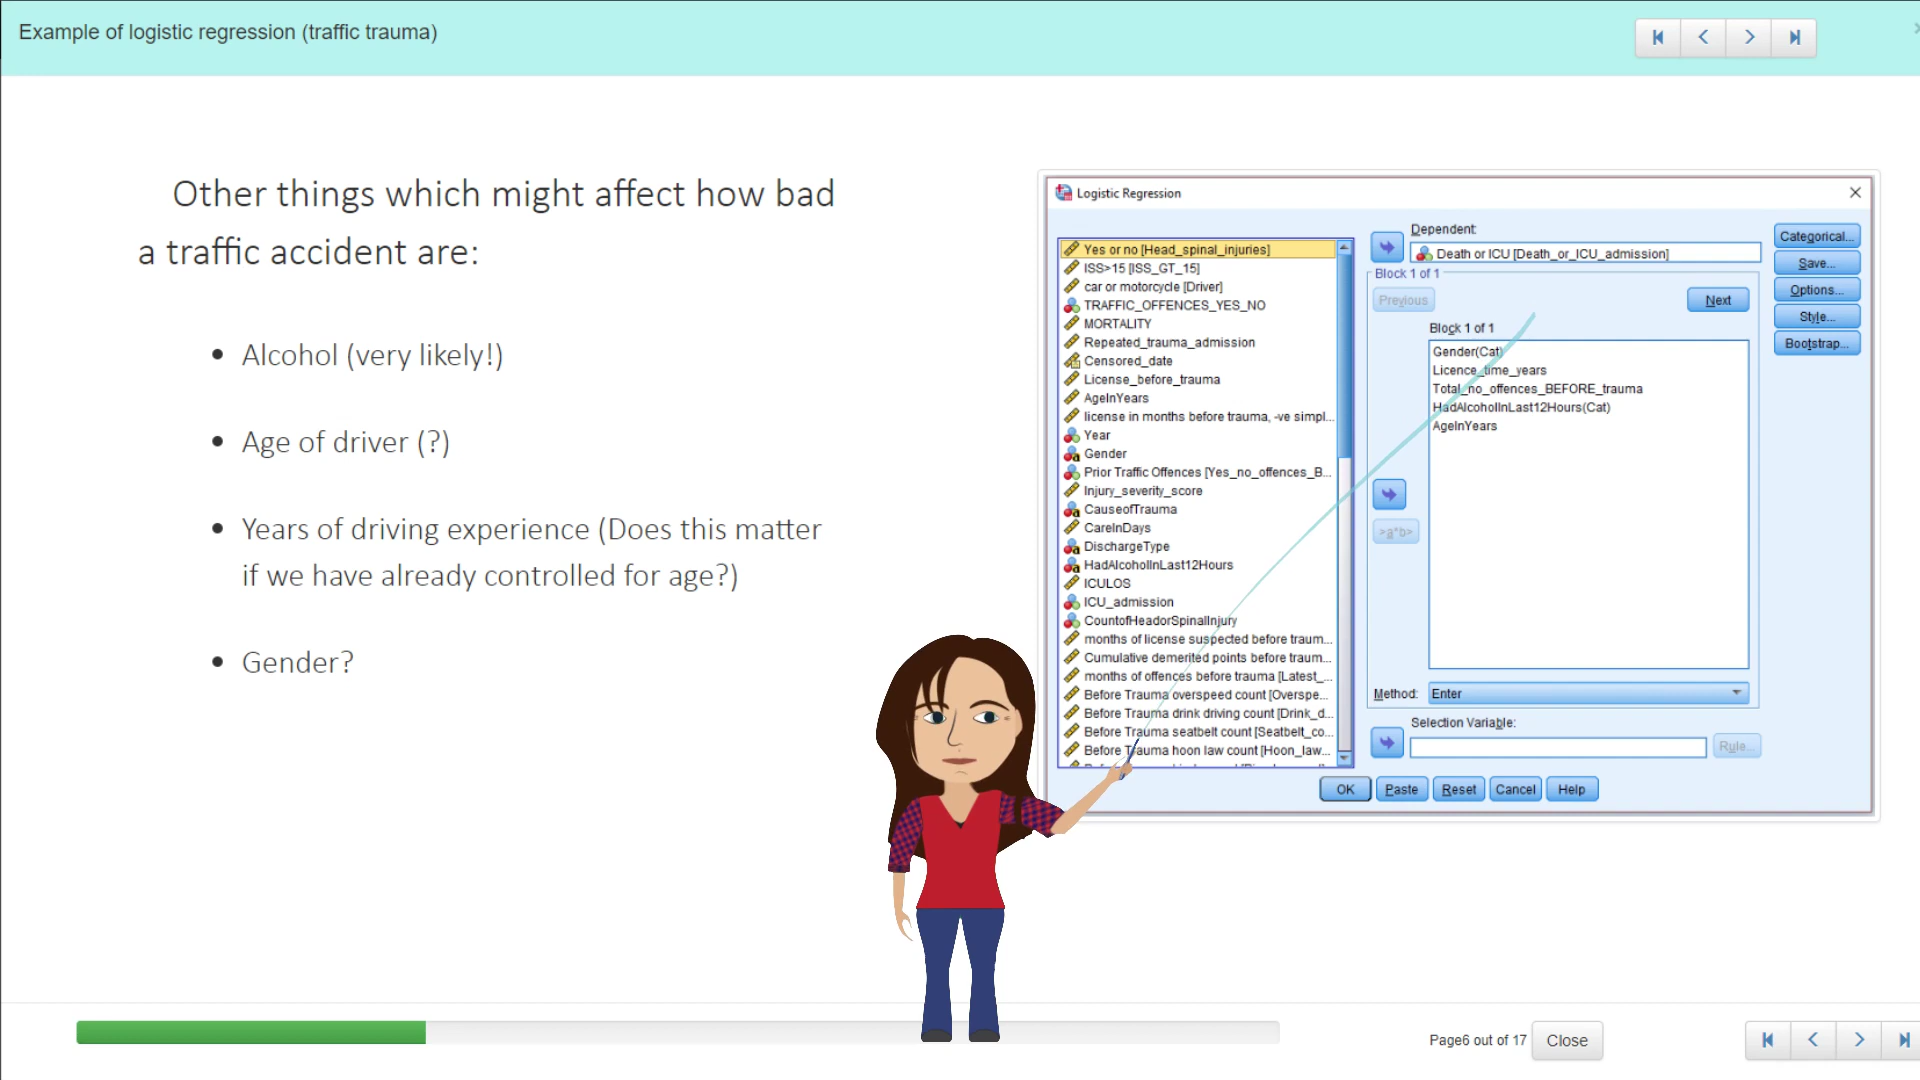 Example of logistic regression (traffic trauma)
Other things which might affect how bad
a traffic accident are:
Alcohol (very likely!)
Age of driver (?)
Years of driving experience (Does this matter
if we have already controlled for age?)
Gender?
Logistic Regression
Yes or no [Head_spinal_injuries]
ISS>15 [ISS_GT_15]
car or motorcycle [Driver]
TRAFFIC_OFFENCES_YES_NO
MORTALITY
Repeated_trauma_admission
Censored_date
License_before_trauma
AgeInYears
license in months before trauma, -ve simpl...
Year
Gender
Prior Traffic Offences [Yes_no_offences_B...
Injury_severity_score
CauseofTrauma
CareInDays
DischargeType
HadAlcoholInLast12Hours
ICULOS
ICU_admission
CountofHeadorSpinalInjury
months of license suspected before traum...
Cumulative demerited points before traum...
months of offences before trauma [Latest_...
Before Trauma overspeed count [Overspe...
Before Trauma drink driving count [Drink_d...
Before Trauma seatbelt count [Seatbelt_co...
Before Trauma hoon law count [Hoon_law...
Dependent:
Death or ICU [Death_or_ICU_admission]
Block 1 of 1
Previous
Next
Block 1 of 1
Gender(Cat)
Licence_time_years
Total_no_offences_BEFORE_trauma
HadAlcoholInLast12Hours(Cat)
AgeInYears
>a*b>
Method:
Enter
Selection Variable:
Rule...
Categorical...
Save...
Options...
Style...
Bootstrap...
OK
Paste
Reset
Cancel
Help
Page6 out of 17
Close